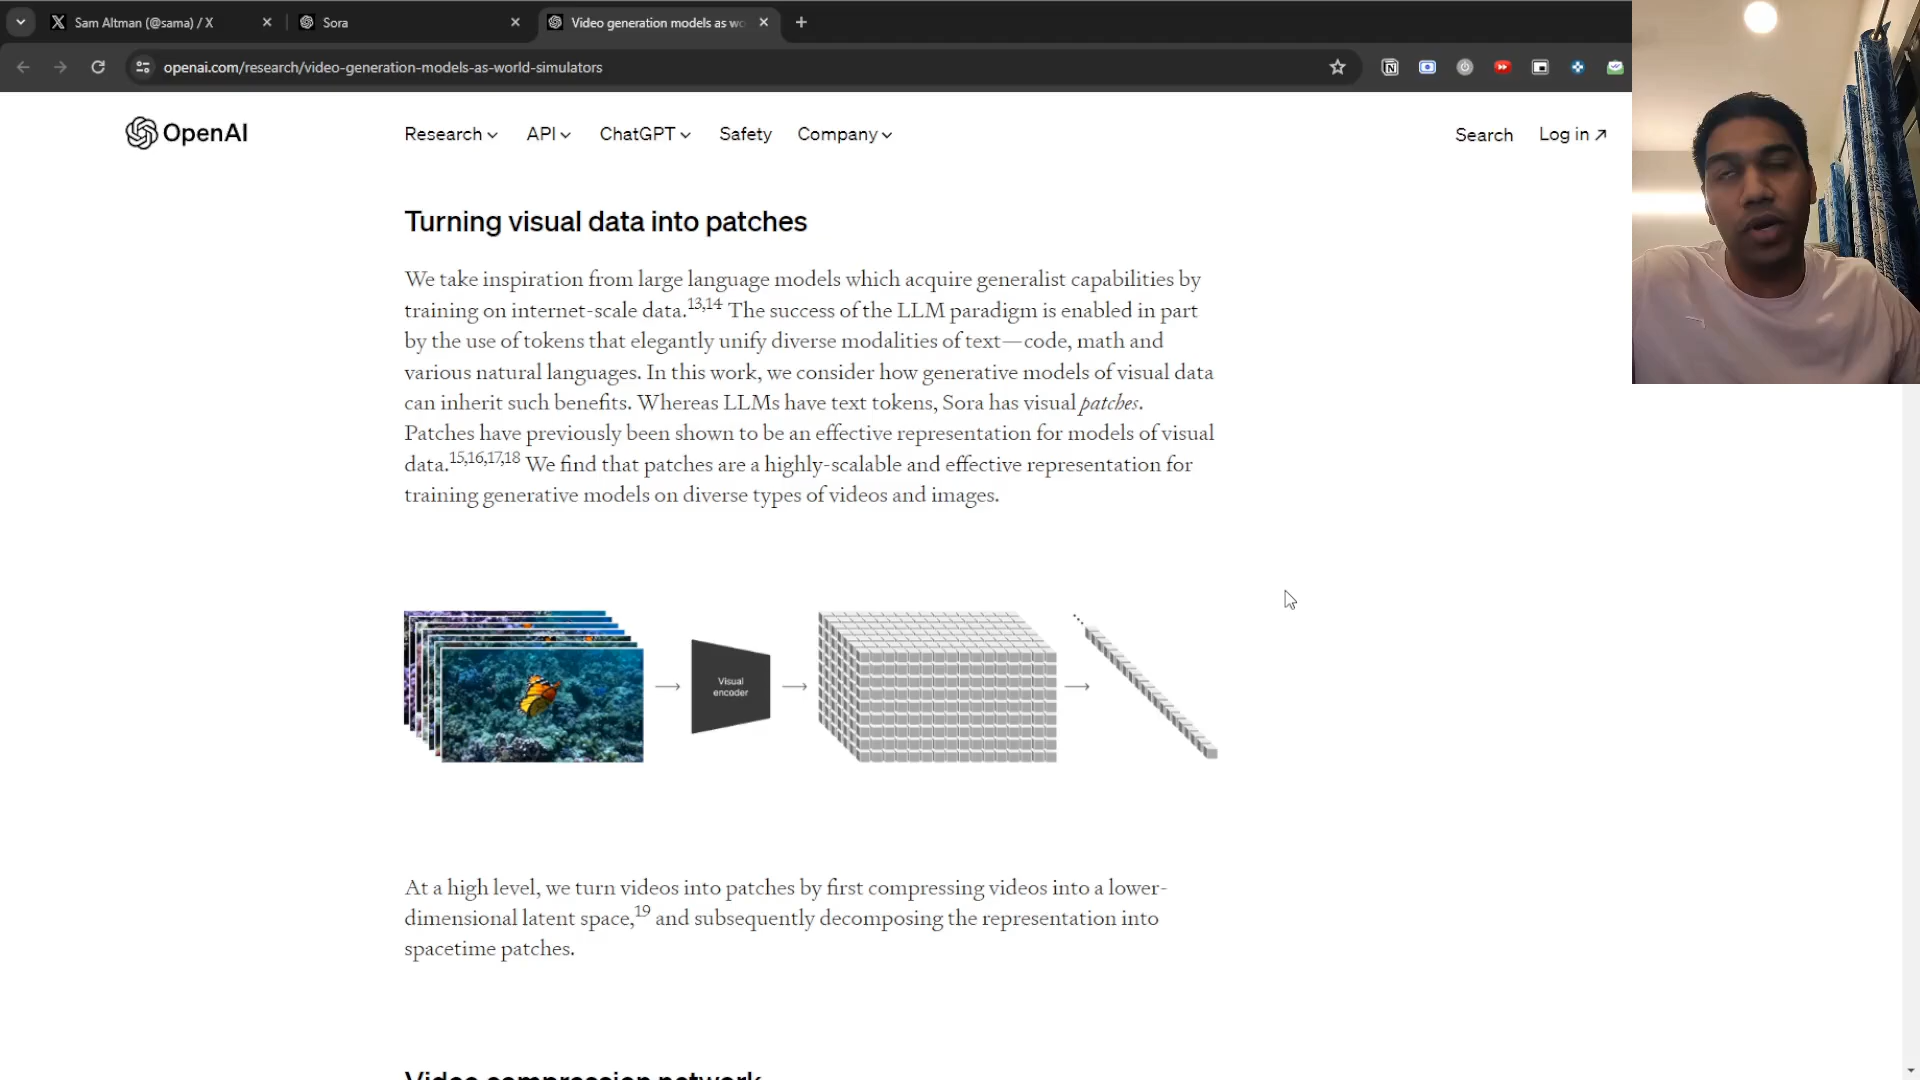 Sam Altman (@sama) / X
Sora
Video generation models as wo
openai.com/research/video-generation-models-as-world-simulators
OpenAI
Research
API
ChatGPT
Safety
Company
Search
Log in ↗
Turning visual data into patches
We take inspiration from large language models which acquire generalist capabilities by
training on internet-scale data.13,14 The success of the LLM paradigm is enabled in part
by the use of tokens that elegantly unify diverse modalities of text—code, math and
various natural languages. In this work, we consider how generative models of visual data
can inherit such benefits. Whereas LLMs have text tokens, Sora has visual patches.
Patches have previously been shown to be an effective representation for models of visual
data.15,16,17,18 We find that patches are a highly-scalable and effective representation for
training generative models on diverse types of videos and images.
Visual
encoder
At a high level, we turn videos into patches by first compressing videos into a lower-
dimensional latent space,19 and subsequently decomposing the representation into
spacetime patches.
Video compression network